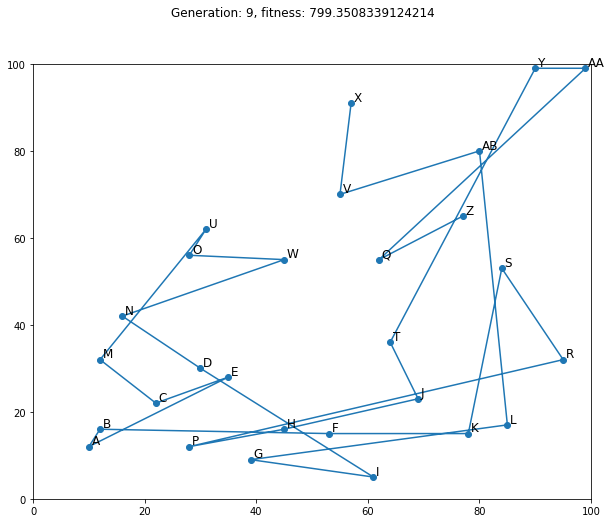 Generation: 9, fitness: 799.3508339124214
100
80
60
40
20
0
0
20
40
60
80
100
Y
AA
X
AB
V
Z
U
O
W
Q
S
N
T
M
R
D
E
C
J
B
H
F
K
L
A
P
G
I